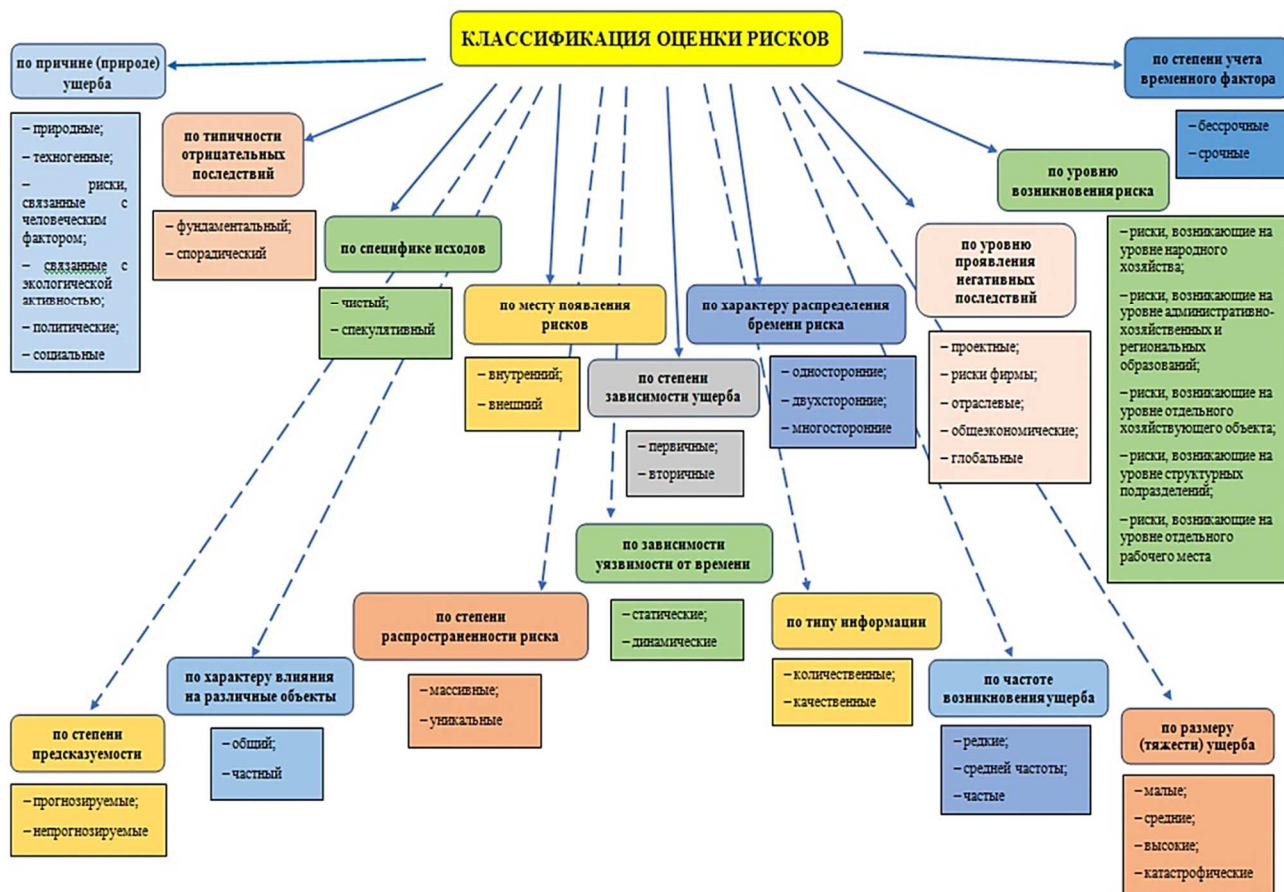 КЛАССИФИКАЦИЯ ОЦЕНКИ РИСКОВ
по причине (природе)
ущерба
– природные;
– техногенные;
– риски,
связанные с
человеческим
фактором;
– связанные с
экологической
активностью;
– политические;
– социальные
по типичности
отрицательных
последствий
– фундаментальный;
– спорадический
по специфике исходов
– чистый;
– спекулятивный
по месту появления
рисков
– внутренний;
– внешний
по степени
зависимости ущерба
– первичные;
– вторичные
по характеру распределения
бремени риска
– односторонние;
– двухсторонние;
– многосторонние
по уровню
проявления
негативных
последствий
– проектные;
– риски фирмы;
– отраслевые;
– общеэкономические;
– глобальные
по уровню
возникновения риска
– риски, возникающие на
уровне народного
хозяйства;
– риски, возникающие на
уровне административно-
хозяйственных и
региональных
образований;
– риски, возникающие на
уровне отдельного
хозяйствующего объекта;
– риски, возникающие на
уровне структурных
подразделений;
– риски, возникающие на
уровне отдельного
рабочего места
по степени учета
временного фактора
– бессрочные
– срочные
по степени
предсказуемости
– прогнозируемые;
– непрогнозируемые
по характеру влияния
на различные объекты
– общий;
– частный
по степени
распространенности риска
– массивные;
– уникальные
по зависимости
уязвимости от времени
– статические;
– динамические
по типу информации
– количественные;
– качественные
по частоте
возникновения ущерба
– редкие;
– средней частоты;
– частые
по размеру
(тяжести) ущерба
– малые;
– средние;
– высокие;
– катастрофические